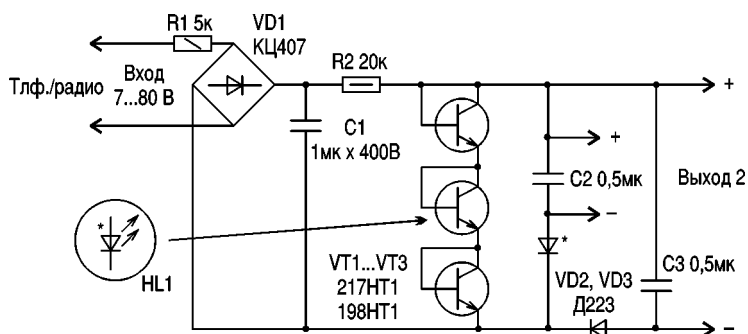 R1 5к
VD1
КЦ407
Тлф./радио
Вход
7...80 В
R2 20к
+
C1
1мк х 400В
+
C2 0,5мк
Выход 2
−
*
HL1
VT1...VT3
217НТ1
198НТ1
*
VD2, VD3
Д223
C3 0,5мк
−